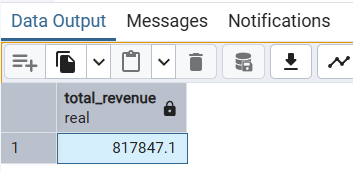 Data Output Messages Notifications
total_revenue
real
1 817847.1